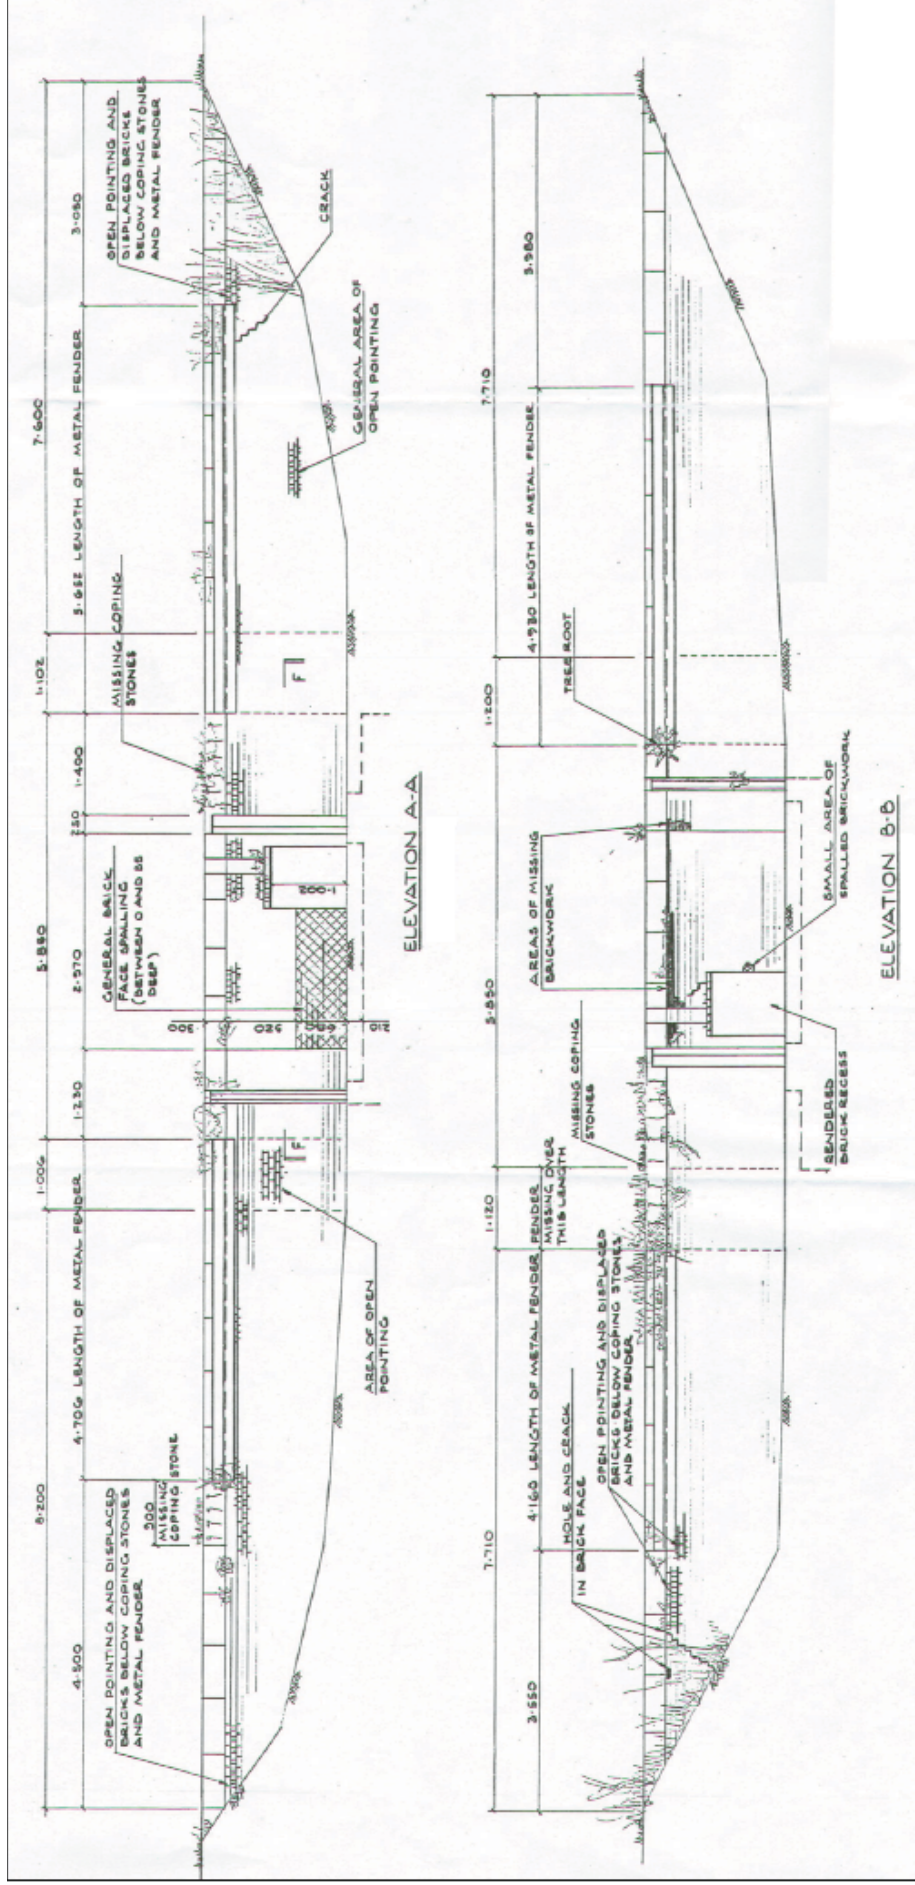 8·200
1·006
5·850
1·102
7·600
4·500
4·706 LENGTH OF METAL FENDER
1·230
2·970
250
1·400
5·652 LENGTH OF METAL FENDER
3·050
OPEN POINTING AND DISPLACED
BRICKS BELOW COPING STONES
AND METAL FENDER
900
MISSING
COPING STONE
GENERAL BRICK
FACE SPALLING
(BETWEEN 0 AND 55
DEEP)
MISSING COPING
STONES
OPEN POINTING AND
DISPLACED BRICKS
BELOW COPING STONES
AND METAL FENDER
CRACK
F
F
AREA OF OPEN
POINTING
GENERAL AREA OF
OPEN POINTING
ELEVATION A-A
7·710
1·120
5·850
1·200
7·710
3·550
4·160 LENGTH OF METAL FENDER
FENDER
MISSING OVER
THIS LENGTH
4·930 LENGTH OF METAL FENDER
3·980
HOLE AND CRACK
IN BRICK FACE
OPEN POINTING AND DISPLACED
BRICKS BELOW COPING STONES
AND METAL FENDER
MISSING COPING
STONES
AREAS OF MISSING
BRICKWORK
TREE ROOT
RENDERED
BRICK RECESS
SMALL AREA OF
SPALLED BRICKWORK
ELEVATION B-B